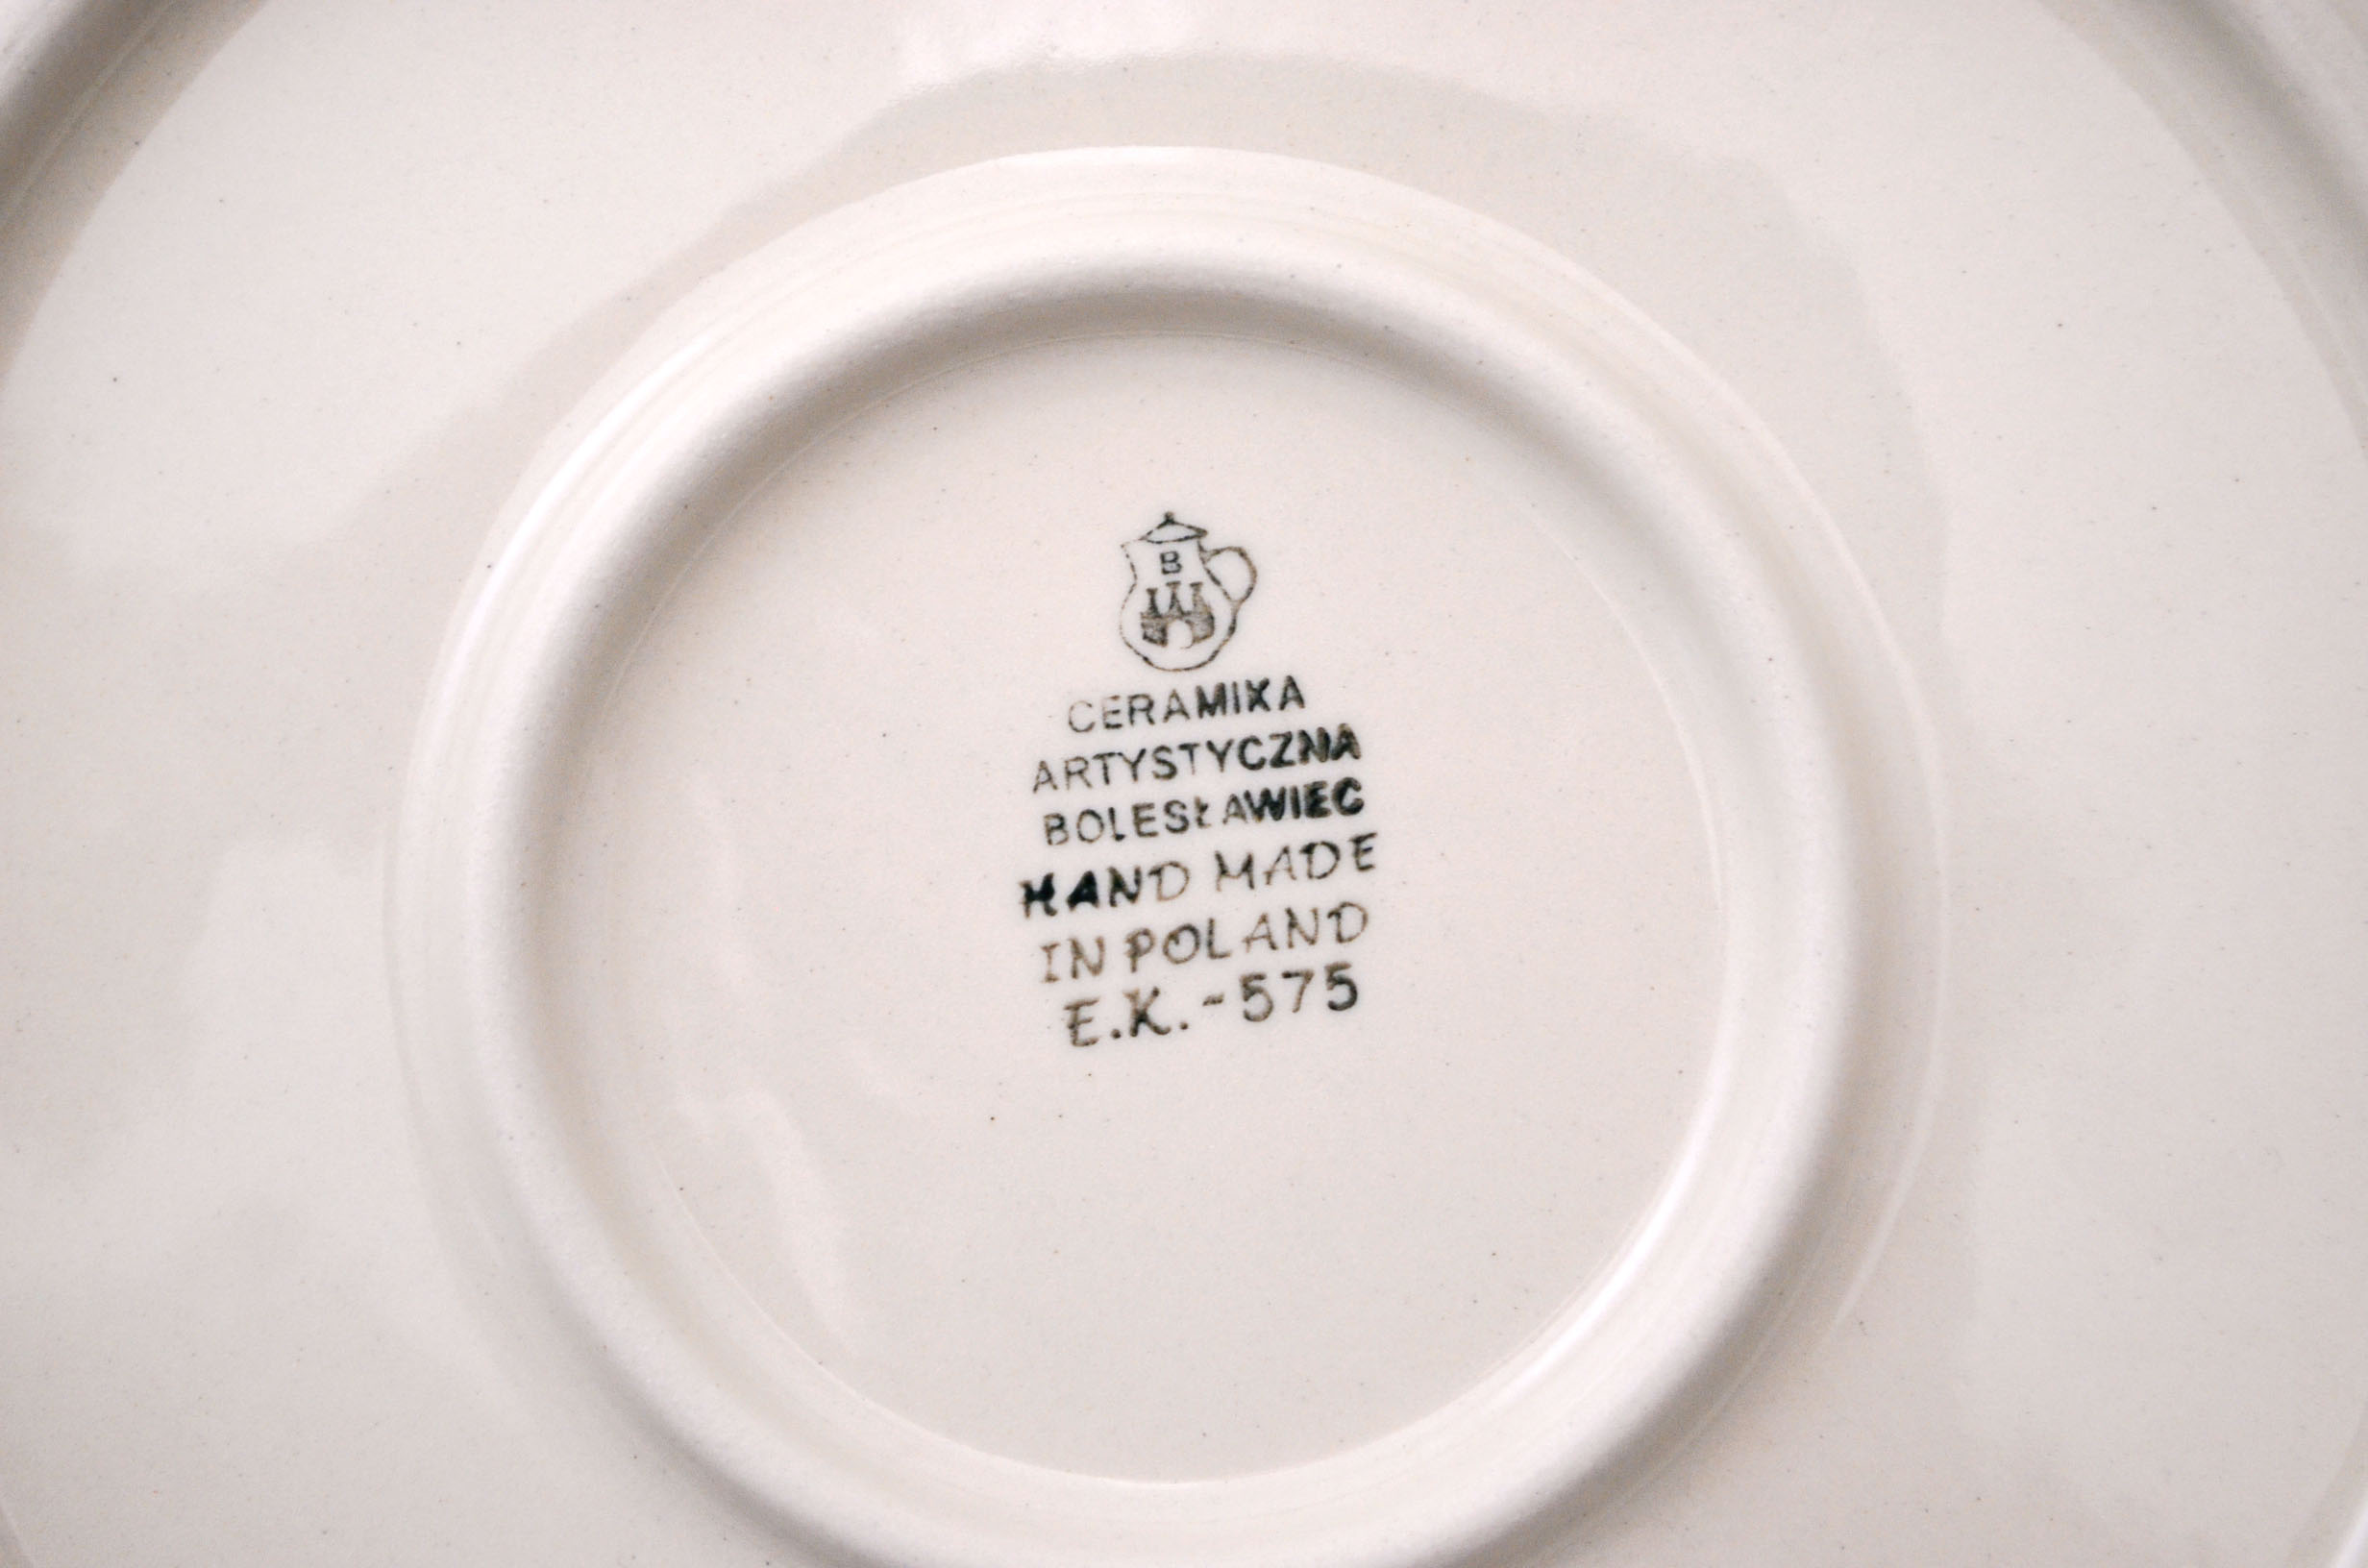 B
CERAMIKA
ARTYSTYCZNA
BOLESŁAWIEC
HAND MADE
IN POLAND
E.K.-575